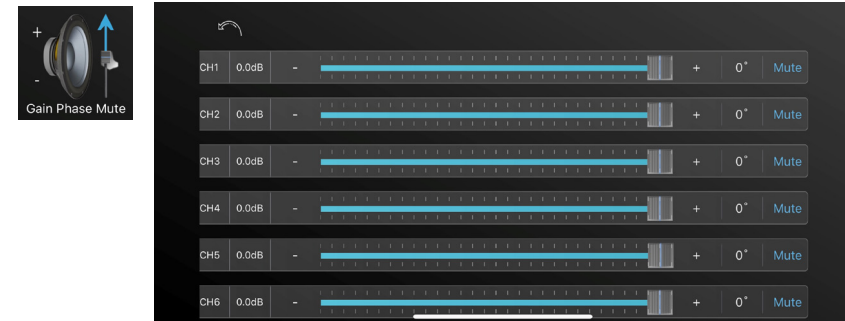 +
-
Gain Phase Mute
CH1 0.0dB - + 0° Mute
CH2 0.0dB - + 0° Mute
CH3 0.0dB - + 0° Mute
CH4 0.0dB - + 0° Mute
CH5 0.0dB - + 0° Mute
CH6 0.0dB - + 0° Mute